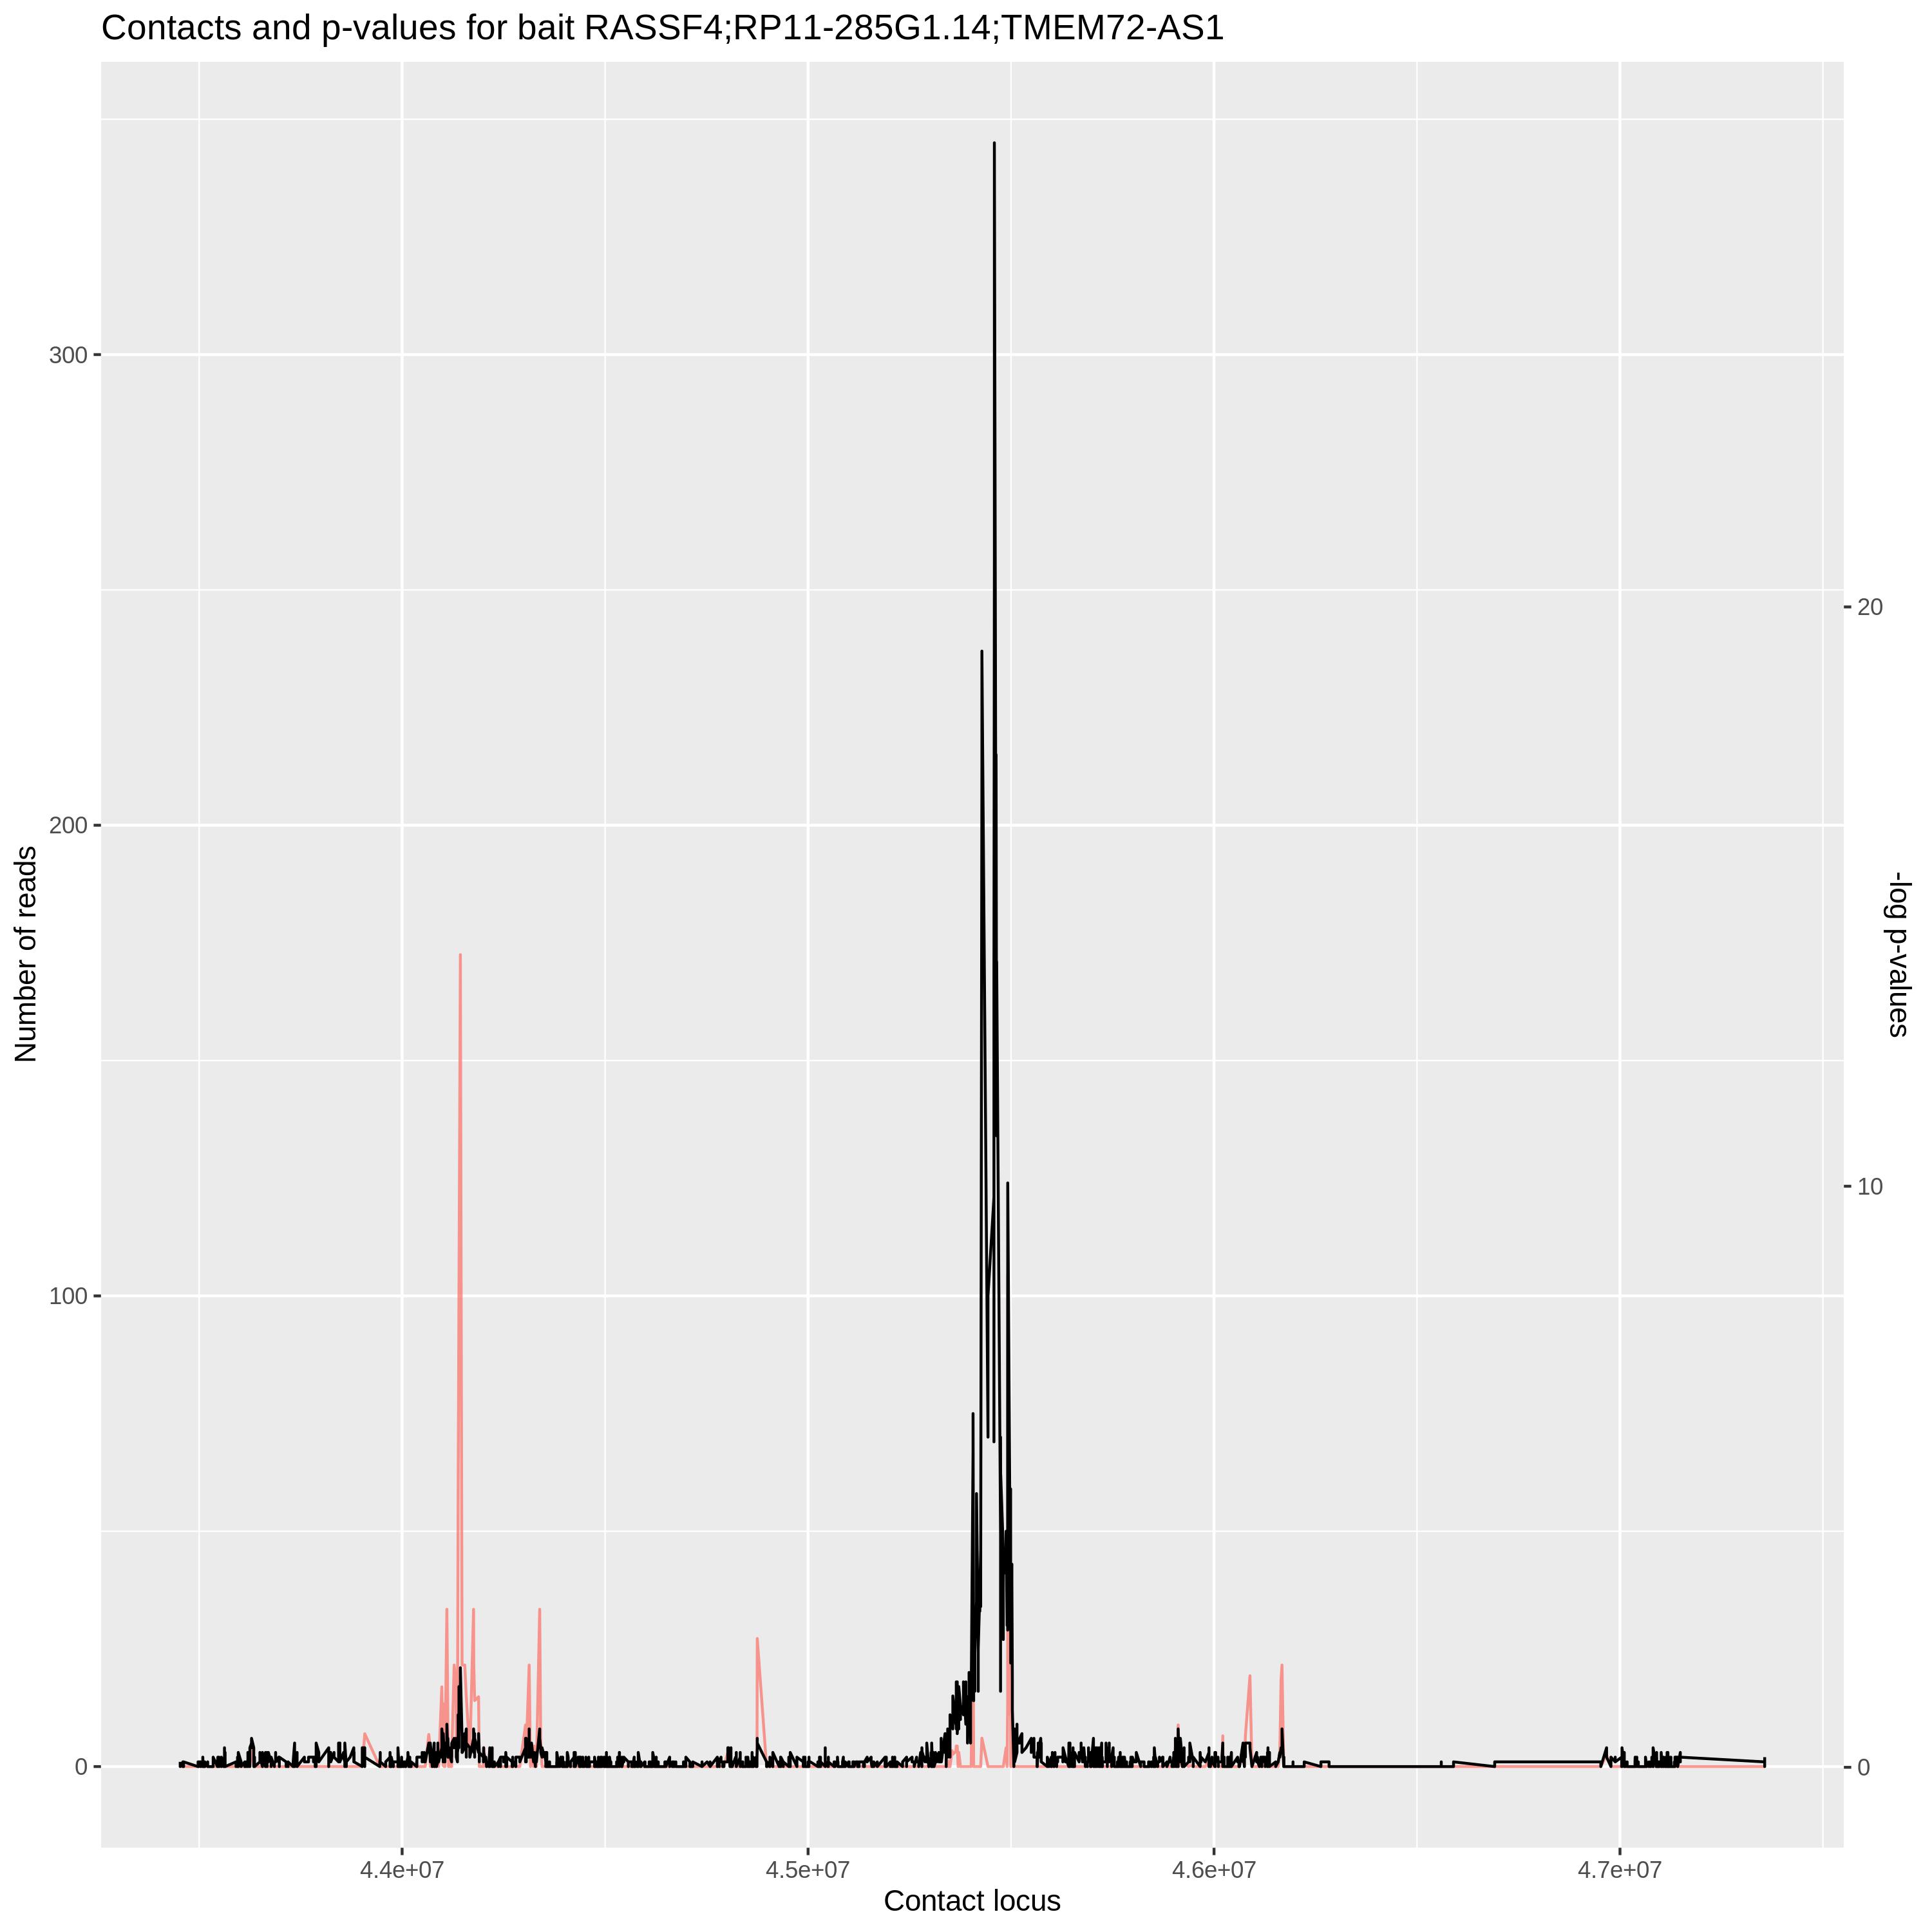 Contacts and p-values for bait RASSF4;RP11-285G1.14;TMEM72-AS1
300
200
100
0
Number of reads
20
10
0
-log p-values
4.4e+07
4.5e+07
4.6e+07
4.7e+07
Contact locus